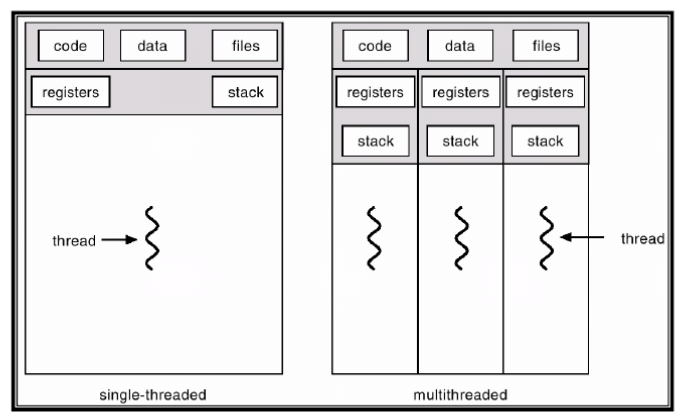 code data files
registers stack
thread
single-threaded
code data files
registers registers registers
stack stack stack
thread
multithreaded